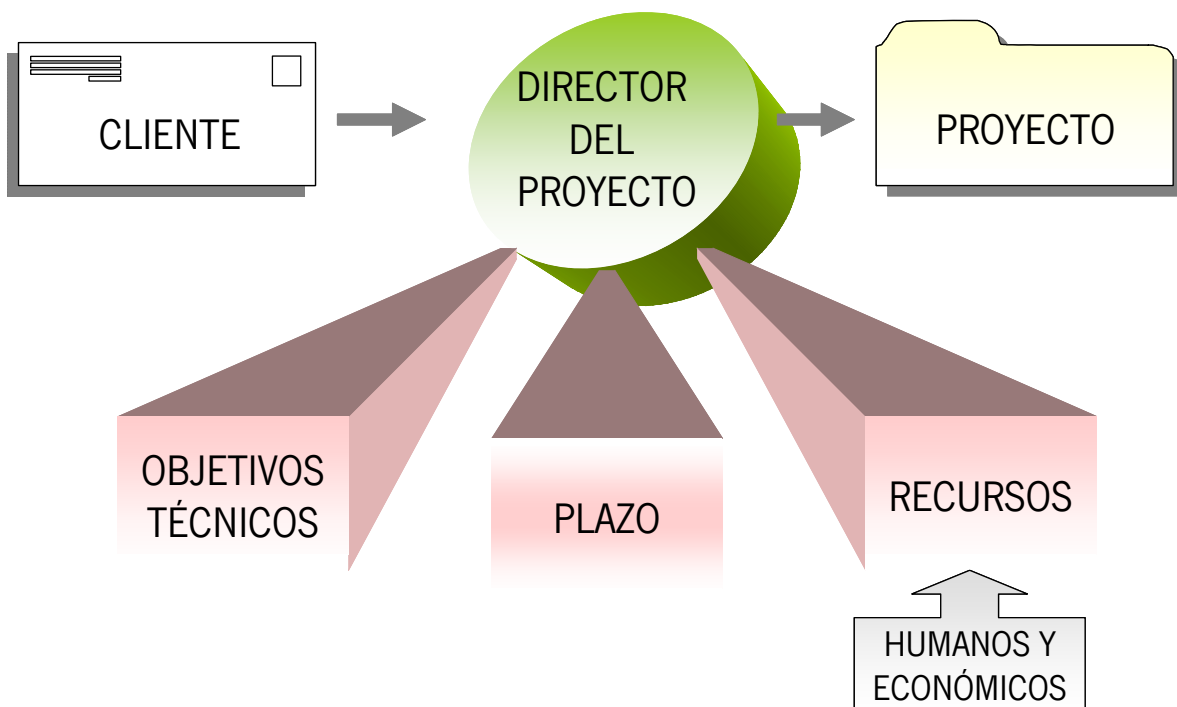 CLIENTE
DIRECTOR
DEL
PROYECTO
PROYECTO
OBJETIVOS
TÉCNICOS
PLAZO
RECURSOS
HUMANOS Y
ECONÓMICOS